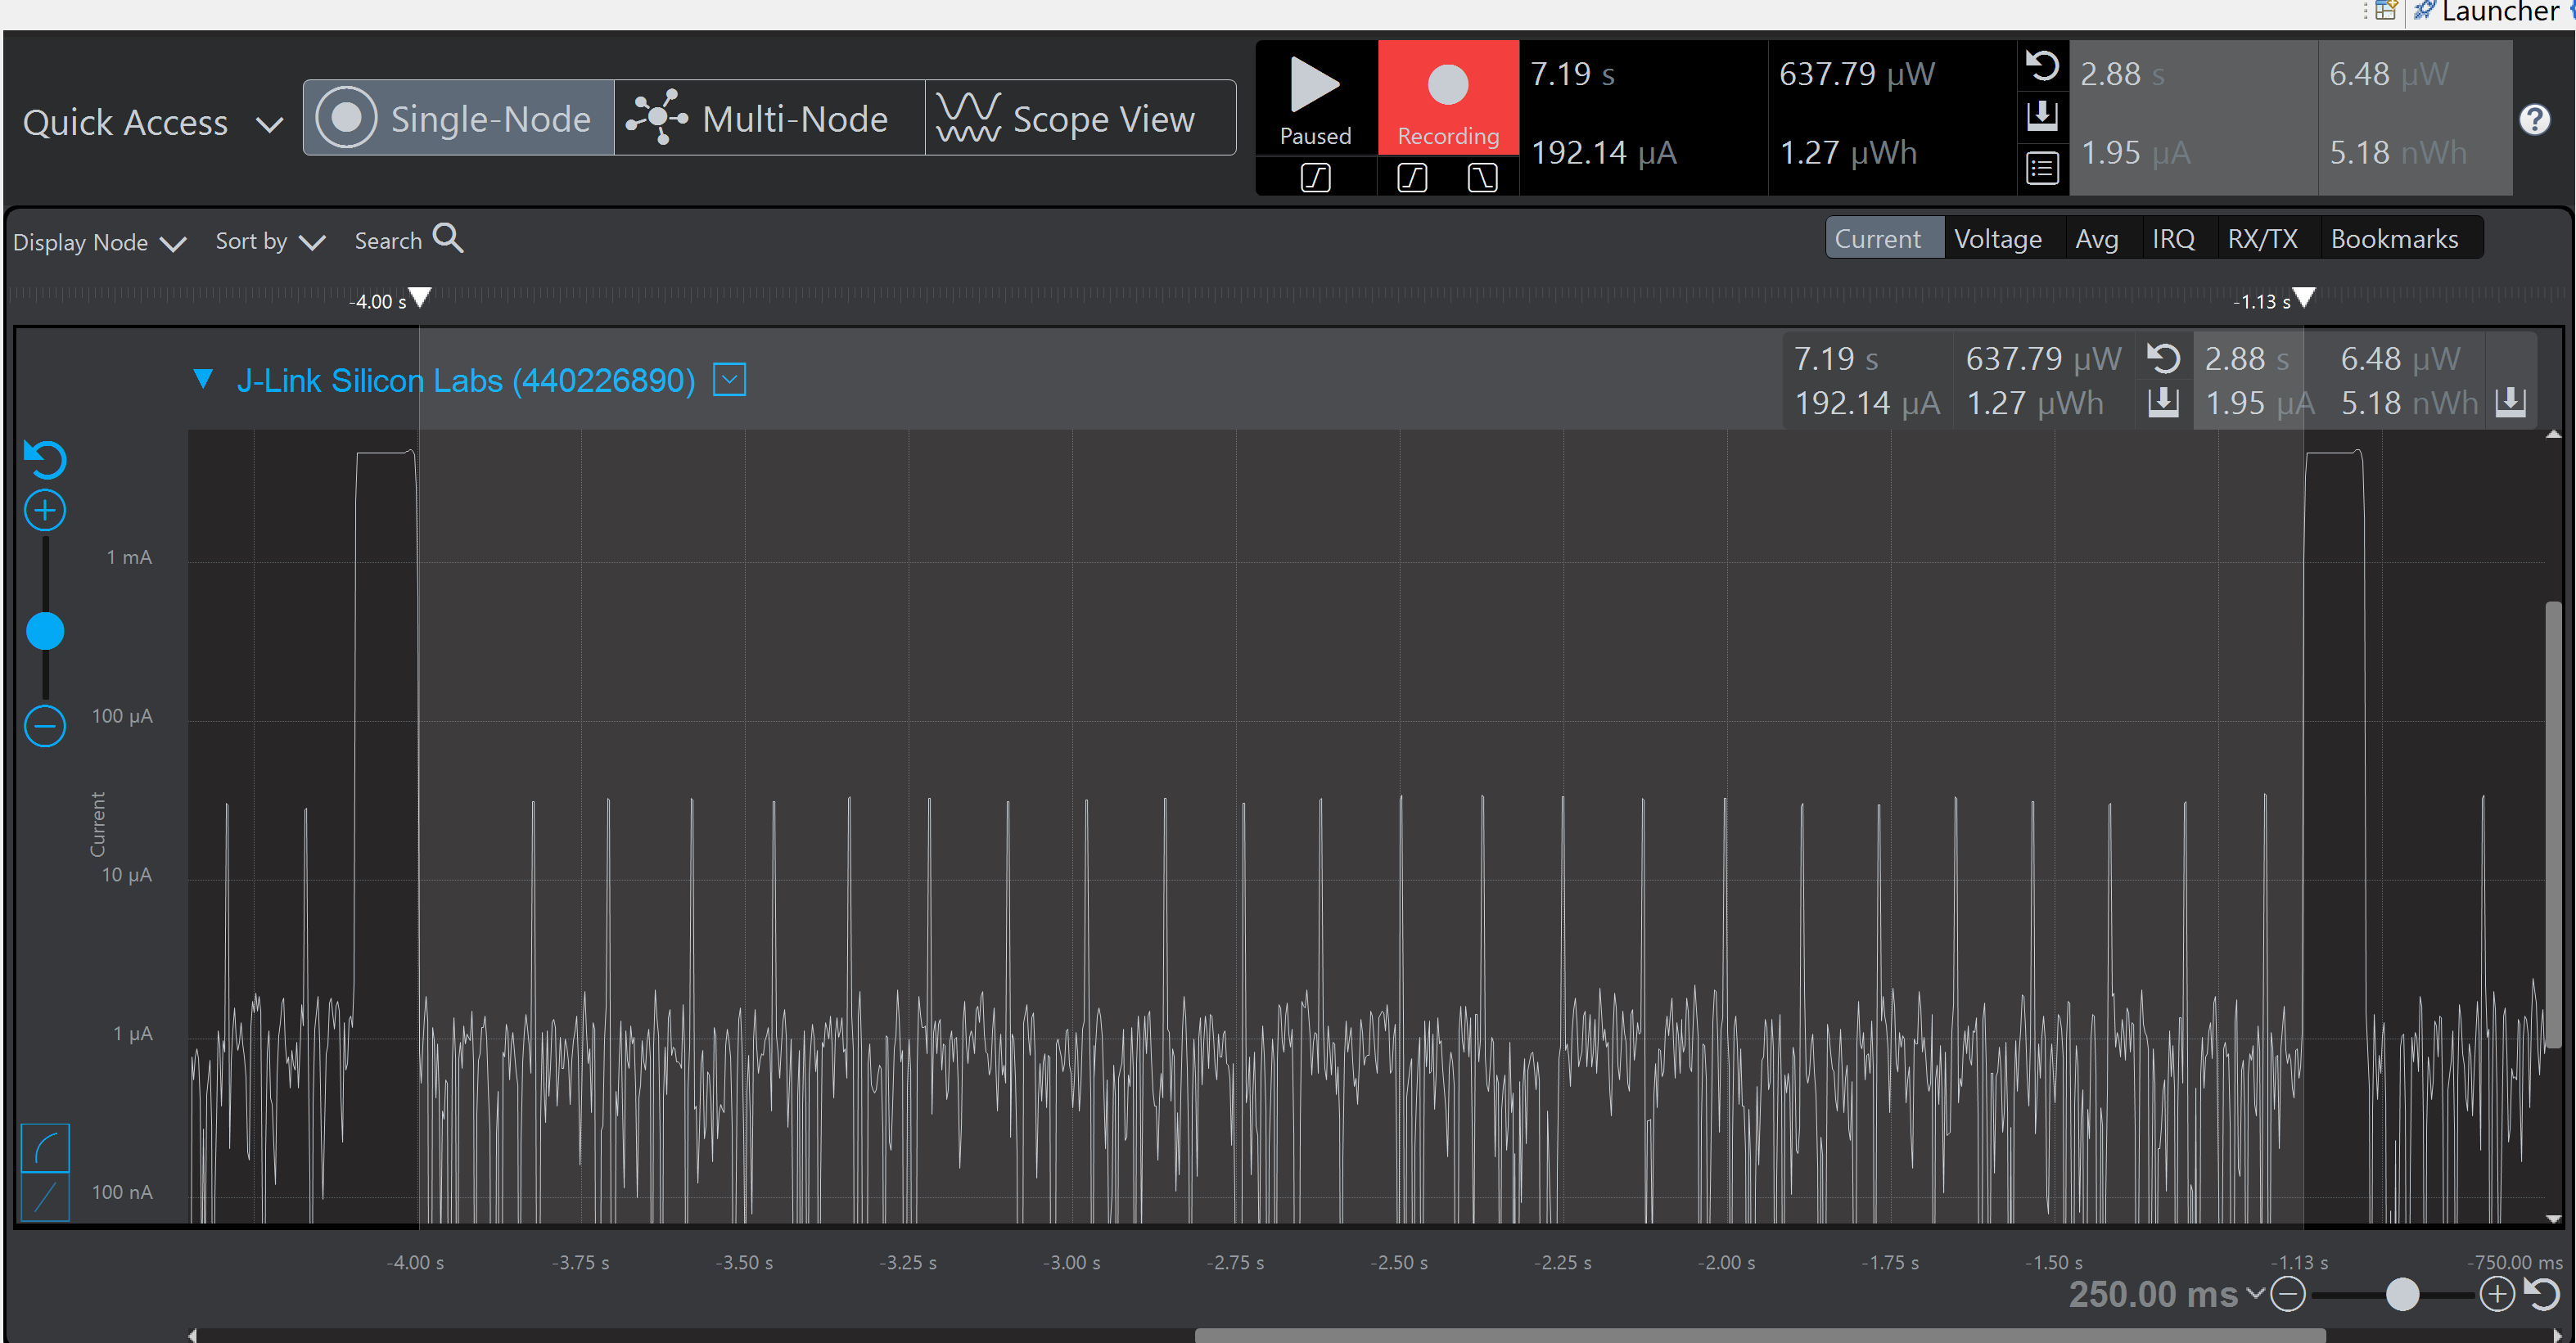 Launcher
Quick Access
Single-Node
Multi-Node
Scope View
Paused
Recording
7.19 s
192.14 µA
637.79 µW
1.27 µWh
2.88 s
1.95 µA
6.48 µW
5.18 nWh
?
Display Node
Sort by
Search
Current
Voltage
Avg
IRQ
RX/TX
Bookmarks
-4.00 s
-1.13 s
J-Link Silicon Labs (440226890)
7.19 s
192.14 µA
637.79 µW
1.27 µWh
2.88 s
1.95 µA
6.48 µW
5.18 nWh
1 mA
100 µA
10 µA
1 µA
100 nA
Current
-4.00 s
-3.75 s
-3.50 s
-3.25 s
-3.00 s
-2.75 s
-2.50 s
-2.25 s
-2.00 s
-1.75 s
-1.50 s
-1.13 s
-750.00 ms
250.00 ms